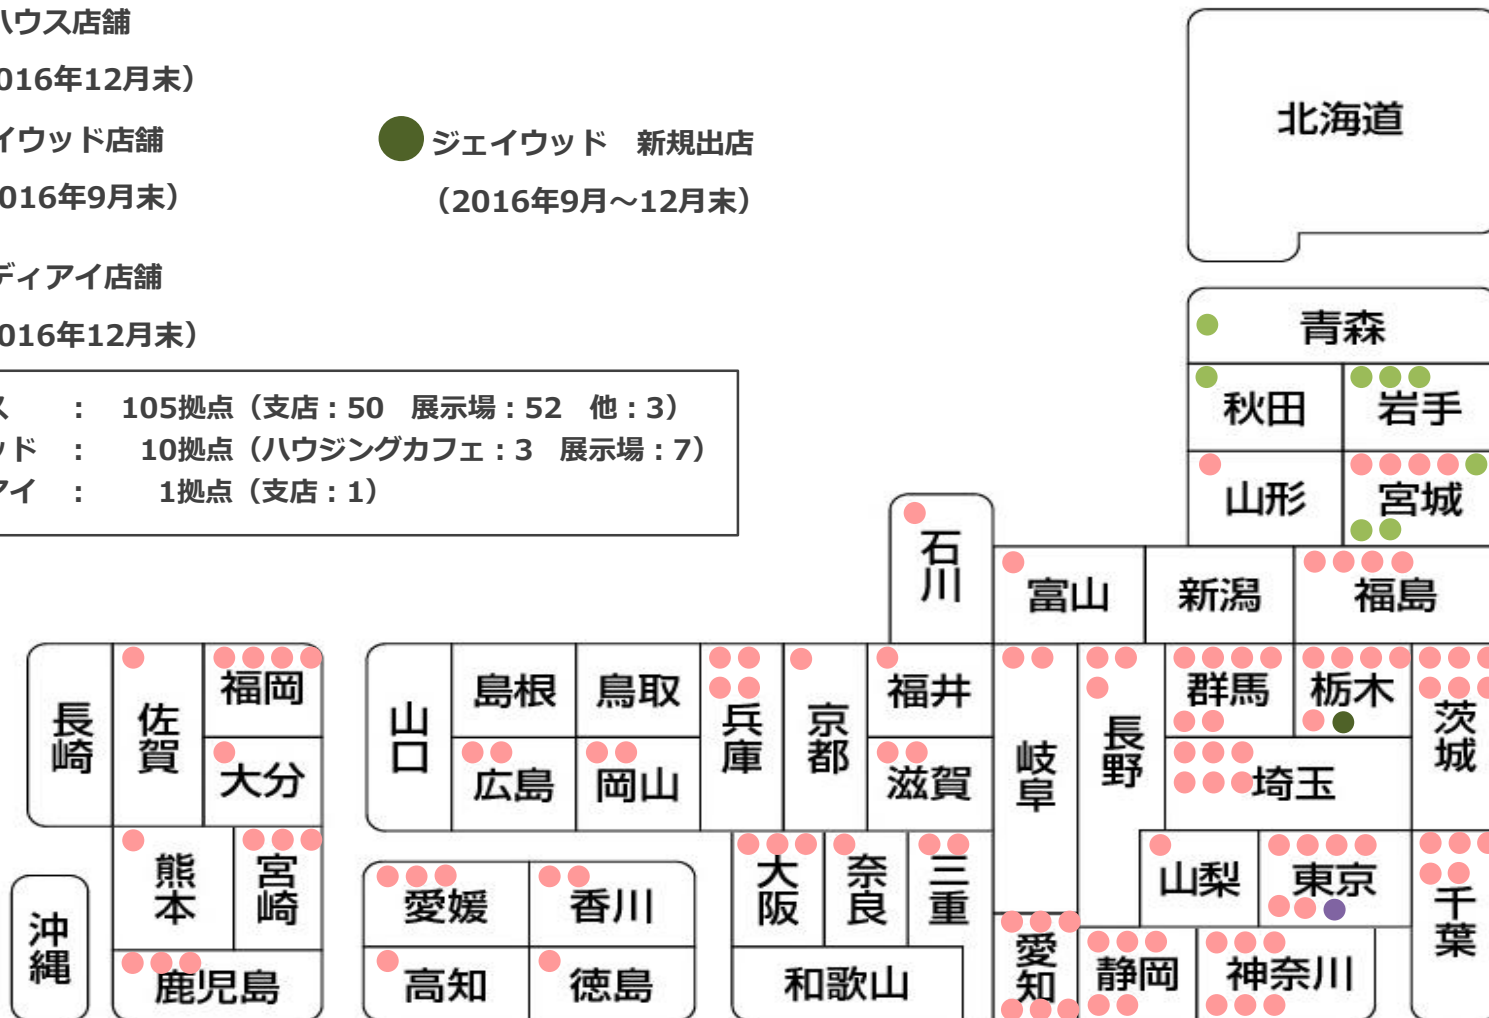 ハウス店舗
016年12月末）
イウッド店舗
ジェイウッド　新規出店
016年9月末）
（2016年9月～12月末）
ディアイ店舗
016年12月末）
ス　：　105拠点（支店：50　展示場：52　他：3）
ッド　：　10拠点（ハウジングカフェ：3　展示場：7）
アイ　：　1拠点（支店：1）
北海道
青森
秋田
岩手
山形
宮城
石川
富山
新潟
福島
長崎
佐賀
福岡
大分
熊本
宮崎
鹿児島
沖縄
山口
島根
鳥取
広島
岡山
兵庫
京都
福井
滋賀
岐阜
長野
群馬
栃木
茨城
埼玉
愛媛
香川
高知
徳島
大阪
奈良
三重
和歌山
愛知
山梨
東京
静岡
神奈川
千葉